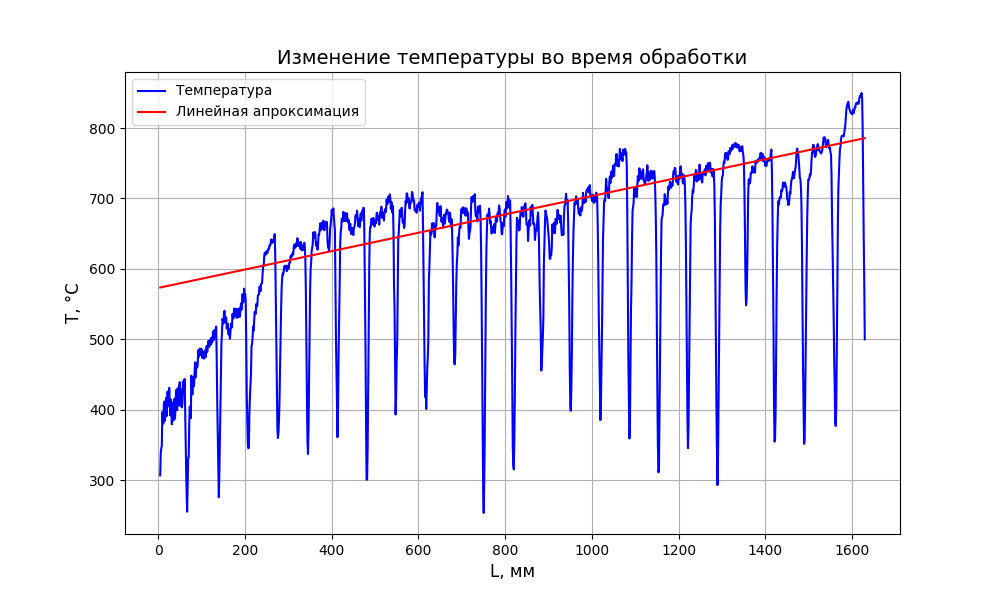 Изменение температуры во время обработки
Температура
Линейная апроксимация
T, °C
800
700
600
500
400
300
0 200 400 600 800 1000 1200 1400 1600
L, мм